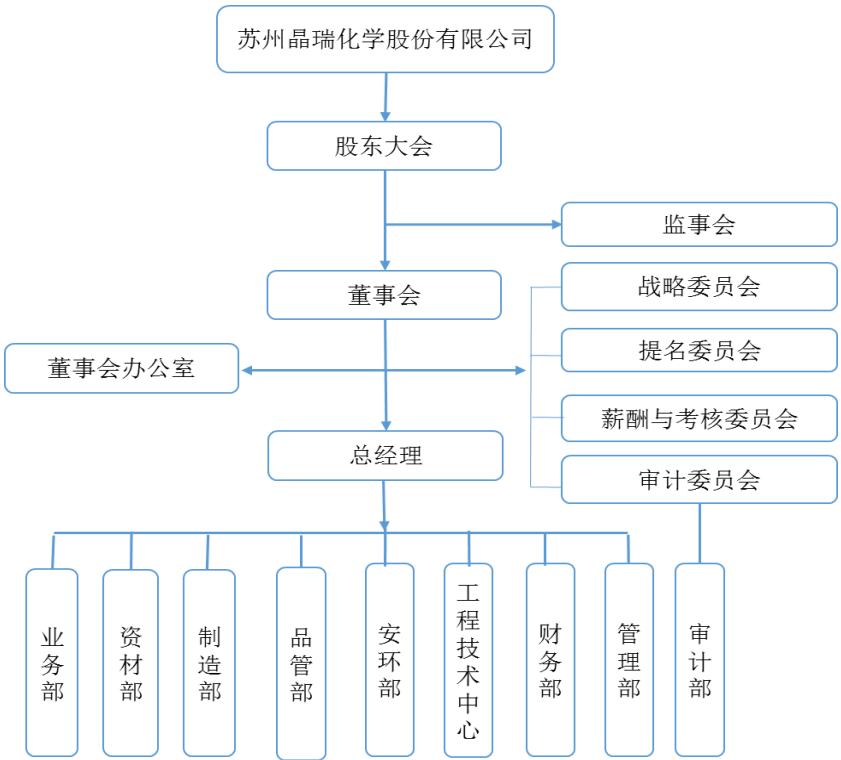 苏州晶瑞化学股份有限公司
股东大会
监事会
董事会
战略委员会
提名委员会
董事会办公室
薪酬与考核委员会
总经理
审计委员会
业务部
资材部
制造部
品管部
安环部
工程技术中心
财务部
管理部
审计部